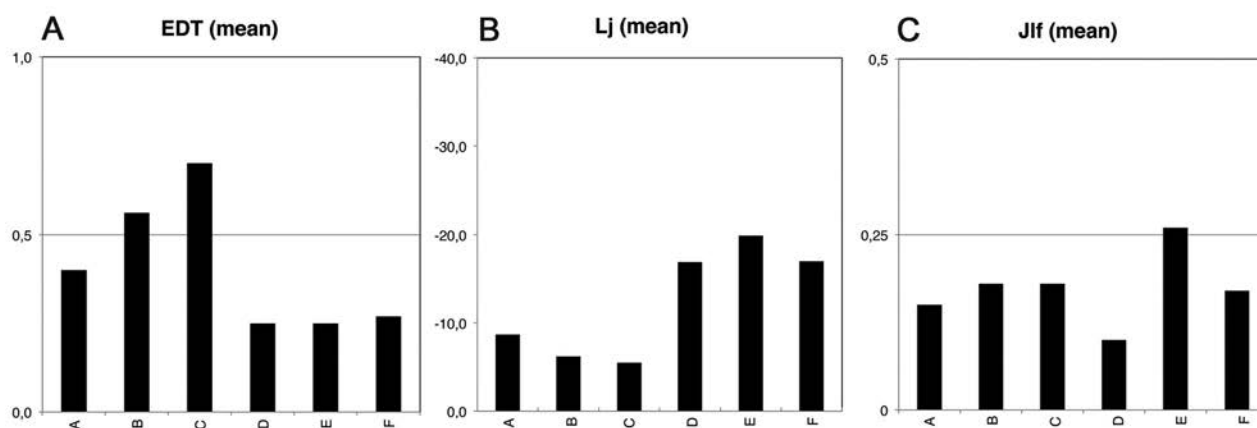 A
EDT (mean)
1,0
0,5
0,0
A B C D E F
B
Lj (mean)
-40,0
-30,0
-20,0
-10,0
0,0
A B C D E F
C
Jlf (mean)
0,5
0,25
0
A B C D E F